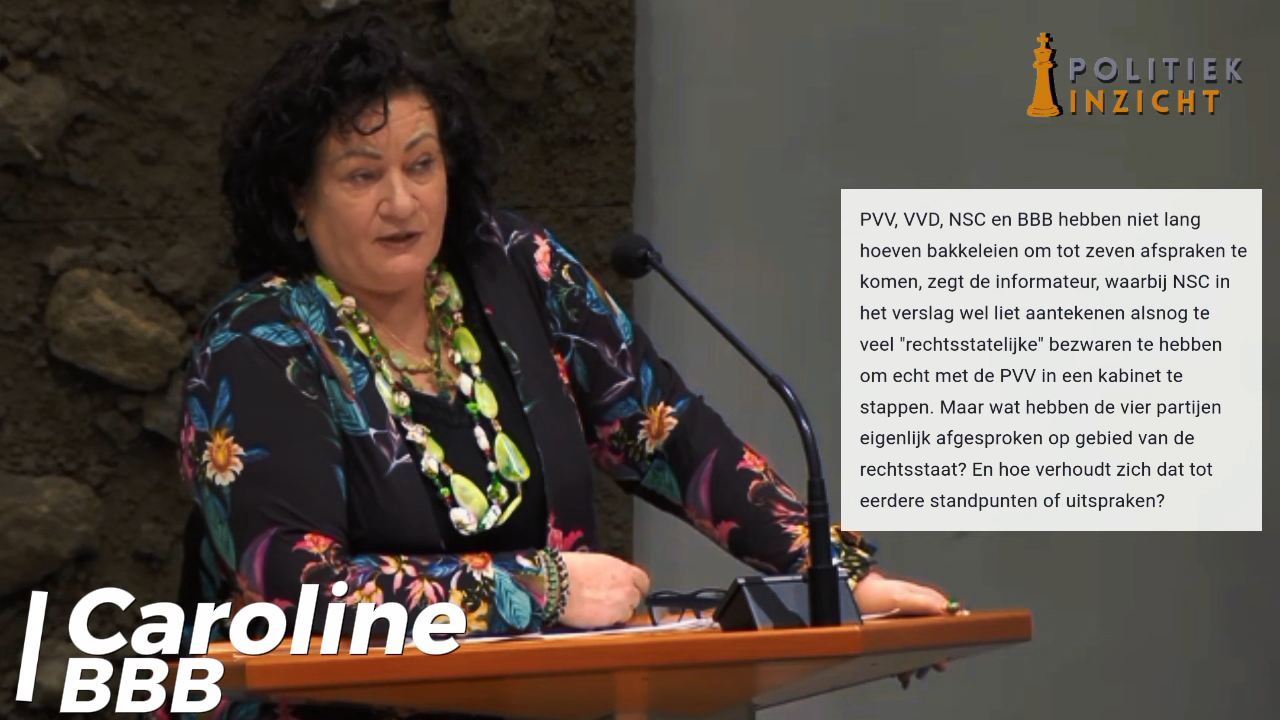 POLITIEK
INZICHT
PVV, VVD, NSC en BBB hebben niet lang
hoeven bakkeleien om tot zeven afspraken te
komen, zegt de informateur, waarbij NSC in
het verslag wel liet aantekenen alsnog te
veel "rechtsstatelijke" bezwaren te hebben
om echt met de PVV in een kabinet te
stappen. Maar wat hebben de vier partijen
eigenlijk afgesproken op gebied van de
rechtsstaat? En hoe verhoudt zich dat tot
eerdere standpunten of uitspraken?
Caroline
BBB